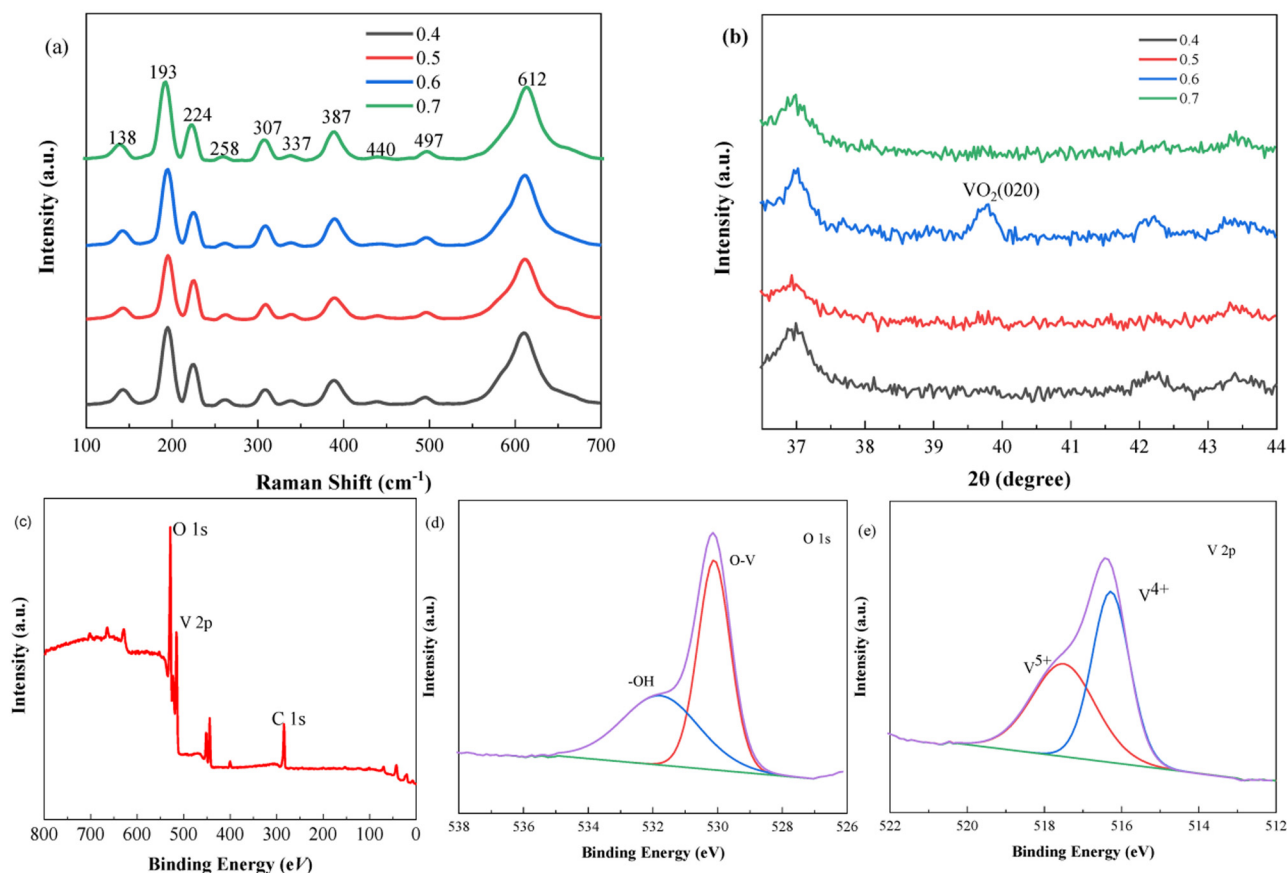 (a)
0.4
0.5
0.6
0.7
138
193
224
258
307
337
387
440
497
612
Intensity (a.u.)
100 200 300 400 500 600 700
Raman Shift (cm⁻¹)
(b)
0.4
0.5
0.6
0.7
VO₂(020)
Intensity (a.u.)
37 38 39 40 41 42 43 44
2θ (degree)
(c)
O 1s
V 2p
C 1s
Intensity (a.u.)
800 700 600 500 400 300 200 100 0
Binding Energy (eV)
(d)
O 1s
O-V
-OH
Intensity (a.u.)
538 536 534 532 530 528 526
Binding Energy (eV)
(e)
V 2p
V⁴⁺
V⁵⁺
Intensity (a.u.)
522 520 518 516 514 512
Binding Energy (eV)